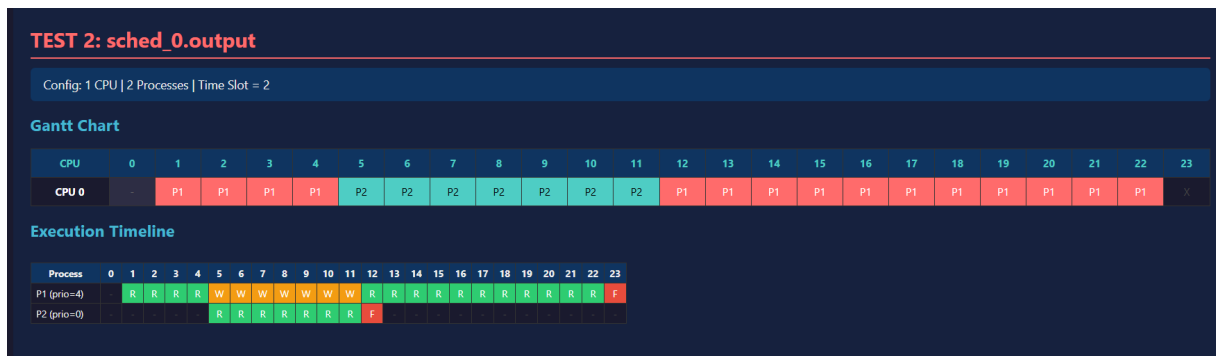 TEST 2: sched_0.output
Config: 1 CPU | 2 Processes | Time Slot = 2
Gantt Chart
CPU 0 1 2 3 4 5 6 7 8 9 10 11 12 13 14 15 16 17 18 19 20 21 22 23
CPU 0 - P1 P1 P1 P1 P2 P2 P2 P2 P2 P2 P2 P1 P1 P1 P1 P1 P1 P1 P1 P1 P1 P1 X
Execution Timeline
Process 0 1 2 3 4 5 6 7 8 9 10 11 12 13 14 15 16 17 18 19 20 21 22 23
P1 (prio=4) - R R R R W W W W W W W R R R R R R R R R R R F
P2 (prio=0) - - - - - R R R R R R R F - - - - - - - - - - -